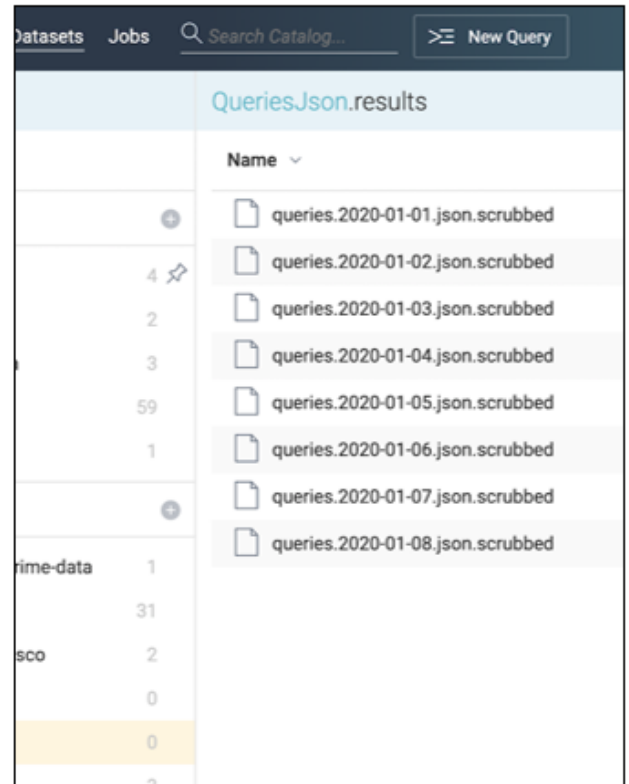 Datasets Jobs Search Catalog... New Query
QueriesJson.results
Name
queries.2020-01-01.json.scrubbed
4
queries.2020-01-02.json.scrubbed
2
queries.2020-01-03.json.scrubbed
3
queries.2020-01-04.json.scrubbed
59
queries.2020-01-05.json.scrubbed
1
queries.2020-01-06.json.scrubbed
queries.2020-01-07.json.scrubbed
queries.2020-01-08.json.scrubbed
rime-data 1
31
sco 2
0
0